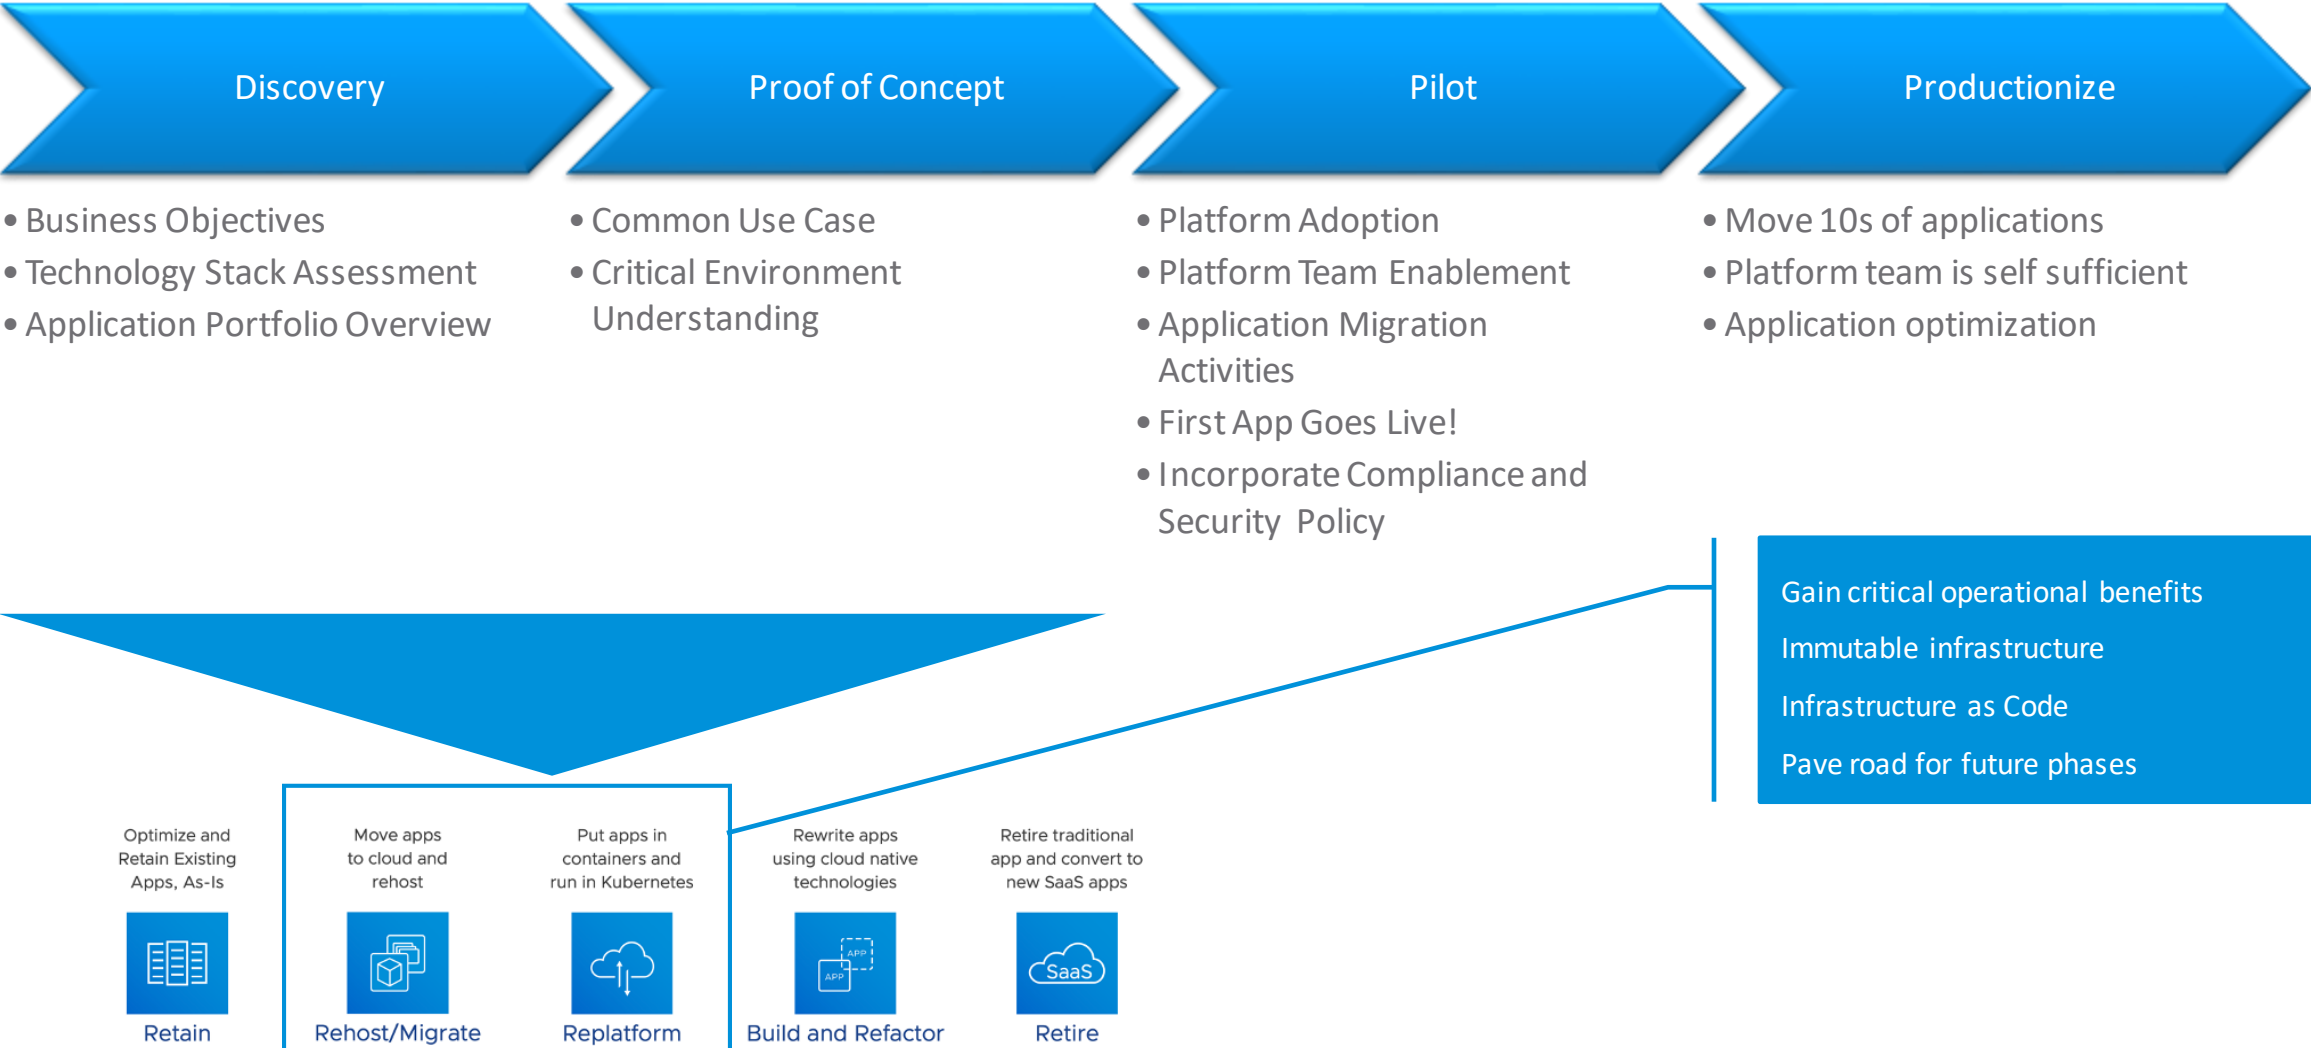 Discovery
Proof of Concept
Pilot
Productionize
• Business Objectives
• Technology Stack Assessment
• Application Portfolio Overview
• Common Use Case
• Critical Environment
Understanding
• Platform Adoption
• Platform Team Enablement
• Application Migration
Activities
• First App Goes Live!
• Incorporate Compliance and
Security Policy
• Move 10s of applications
• Platform team is self sufficient
• Application optimization
Gain critical operational benefits
Immutable infrastructure
Infrastructure as Code
Pave road for future phases
Optimize and
Retain Existing
Apps, As-Is
Retain
Move apps
to cloud and
rehost
Rehost/Migrate
Put apps in
containers and
run in Kubernetes
Replatform
Rewrite apps
using cloud native
technologies
APP
APP
Build and Refactor
Retire traditional
app and convert to
new SaaS apps
SaaS
Retire